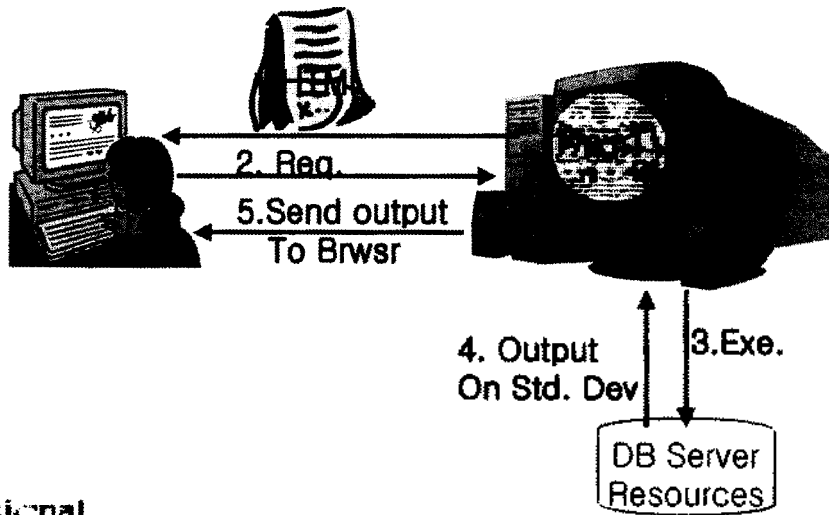 2. Req.
5.Send output
To Brwsr
4. Output
On Std. Dev
3.Exe.
DB Server
Resources